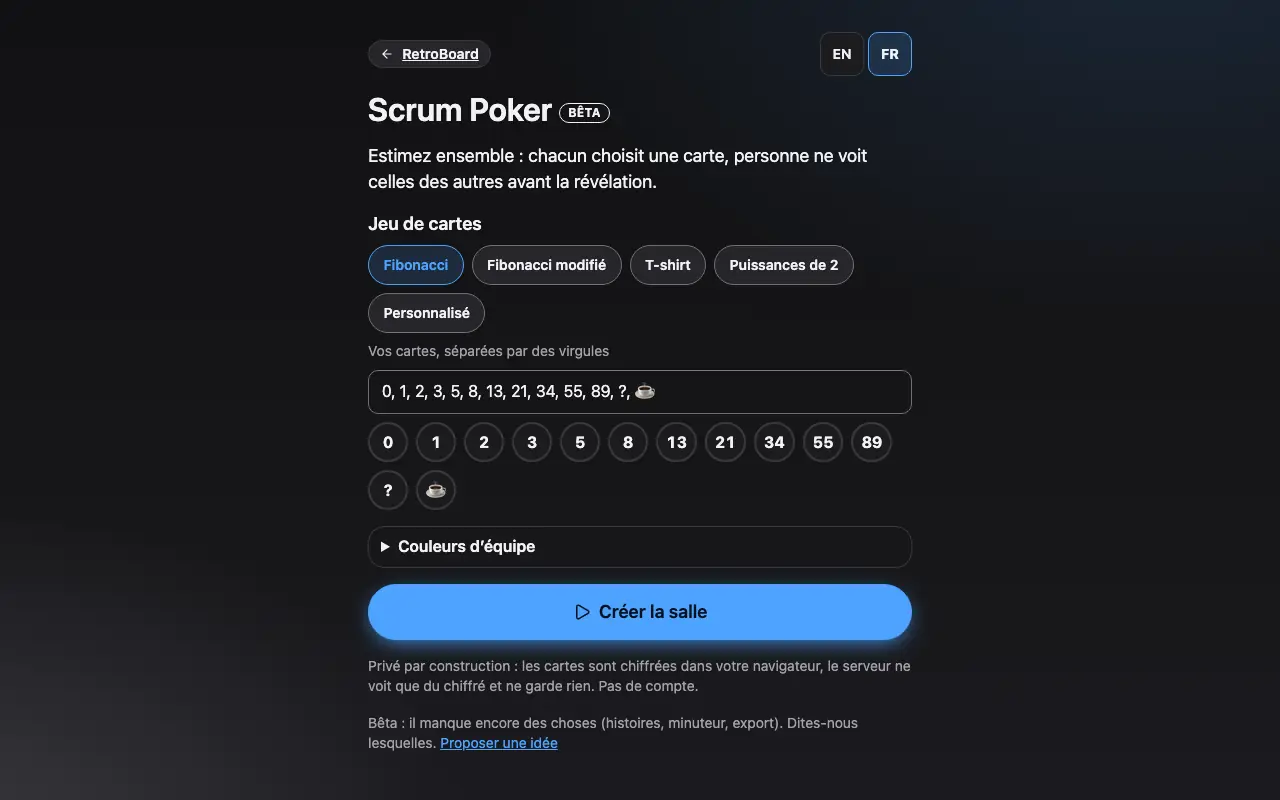 ← RetroBoard
EN FR
Scrum Poker BÊTA
Estimez ensemble : chacun choisit une carte, personne ne voit
celles des autres avant la révélation.
Jeu de cartes
Fibonacci Fibonacci modifié T-shirt Puissances de 2
Personnalisé
Vos cartes, séparées par des virgules
0, 1, 2, 3, 5, 8, 13, 21, 34, 55, 89, ?, ☕
0 1 2 3 5 8 13 21 34 55 89
? ☕
Couleurs d’équipe
Créer la salle
Privé par construction : les cartes sont chiffrées dans votre navigateur, le serveur ne
voit que du chiffré et ne garde rien. Pas de compte.
Bêta : il manque encore des choses (histoires, minuteur, export). Dites-nous
lesquelles. Proposer une idée